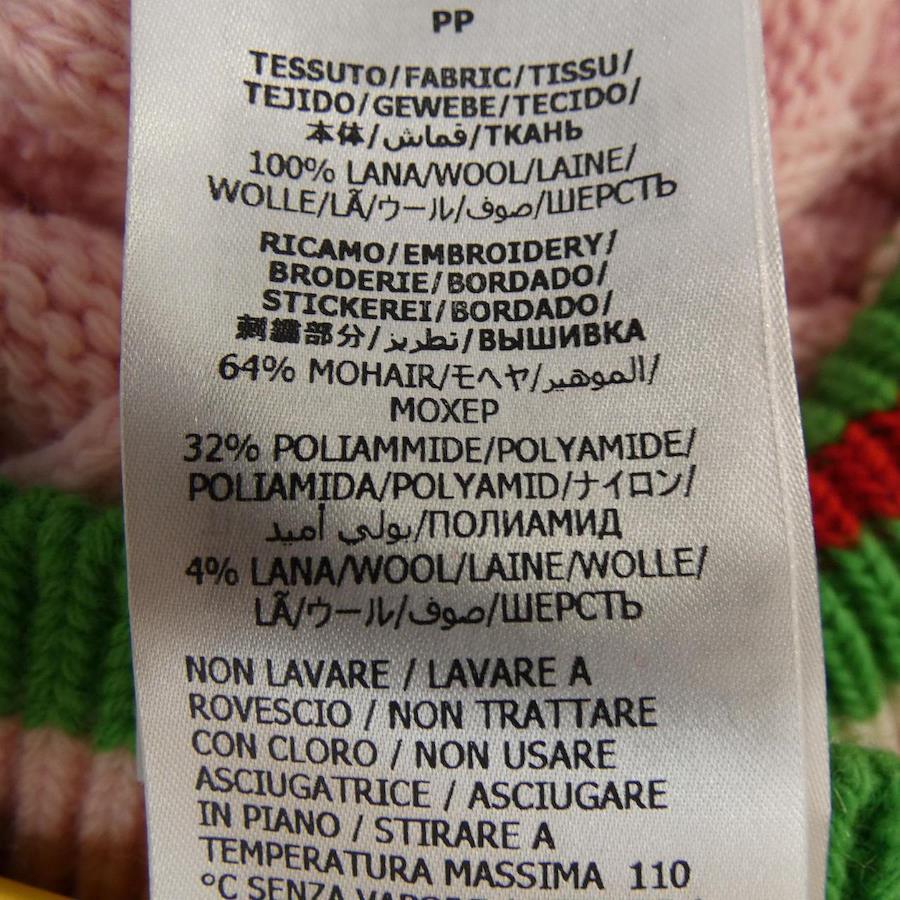 PP
TESSUTO/FABRIC/TISSU/
TEJIDO/GEWEBE/TECIDO/
本体/قماش/ТКАНЬ
100% LANA/WOOL/LAINE/
WOLLE/LÃ/ウール/صوف/ШЕРСТЬ
RICAMO/EMBROIDERY/
BRODERIE/BORDADO/
STICKEREI/BORDADO/
刺繍部分/تطريز/ВЫШИВКА
64% MOHAIR/モヘヤ/الموهير/
МОХЕР
32% POLIAMMIDE/POLYAMIDE/
POLIAMIDA/POLYAMID/ナイロン/
بولي أميد/ПОЛИАМИД
4% LANA/WOOL/LAINE/WOLLE/
LÃ/ウール/صوف/ШЕРСТЬ
NON LAVARE / LAVARE A
ROVESCIO / NON TRATTARE
CON CLORO / NON USARE
ASCIUGATRICE / ASCIUGARE
IN PIANO / STIRARE A
TEMPERATURA MASSIMA 110
°C SENZA